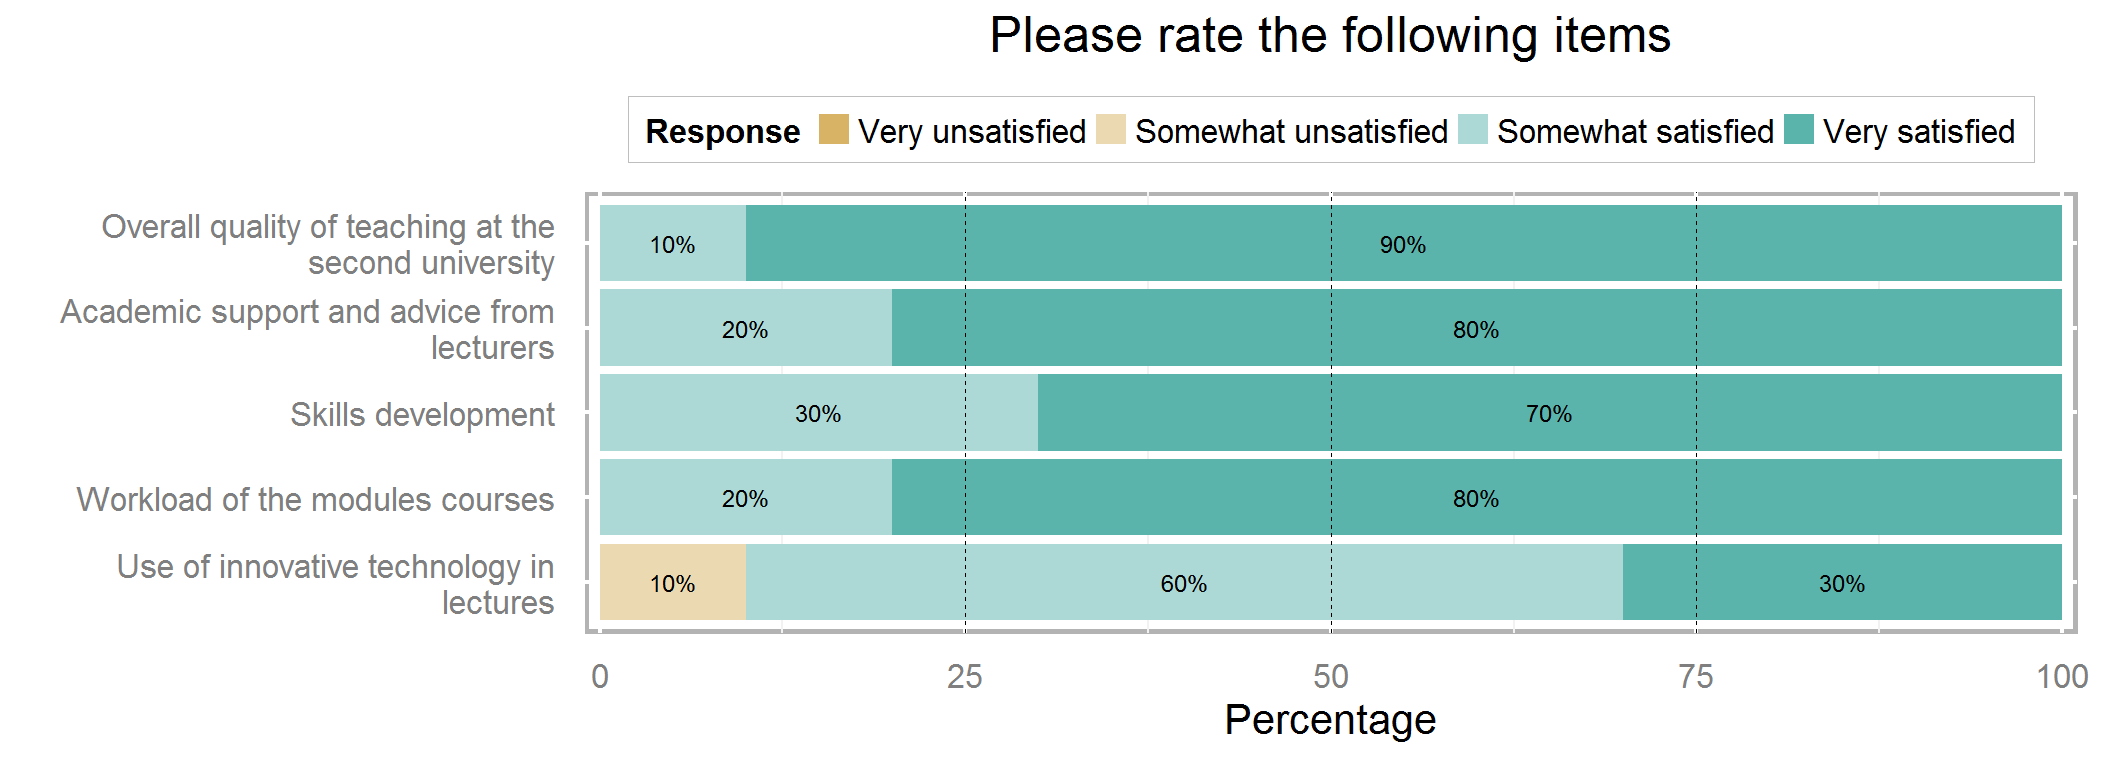 Please rate the following items
Response Very unsatisfied Somewhat unsatisfied Somewhat satisfied Very satisfied
Overall quality of teaching at the
second university
10% 90%
Academic support and advice from
lecturers
20% 80%
Skills development 30% 70%
Workload of the modules courses 20% 80%
Use of innovative technology in
lectures
10% 60% 30%
0 25 50 75 100
Percentage